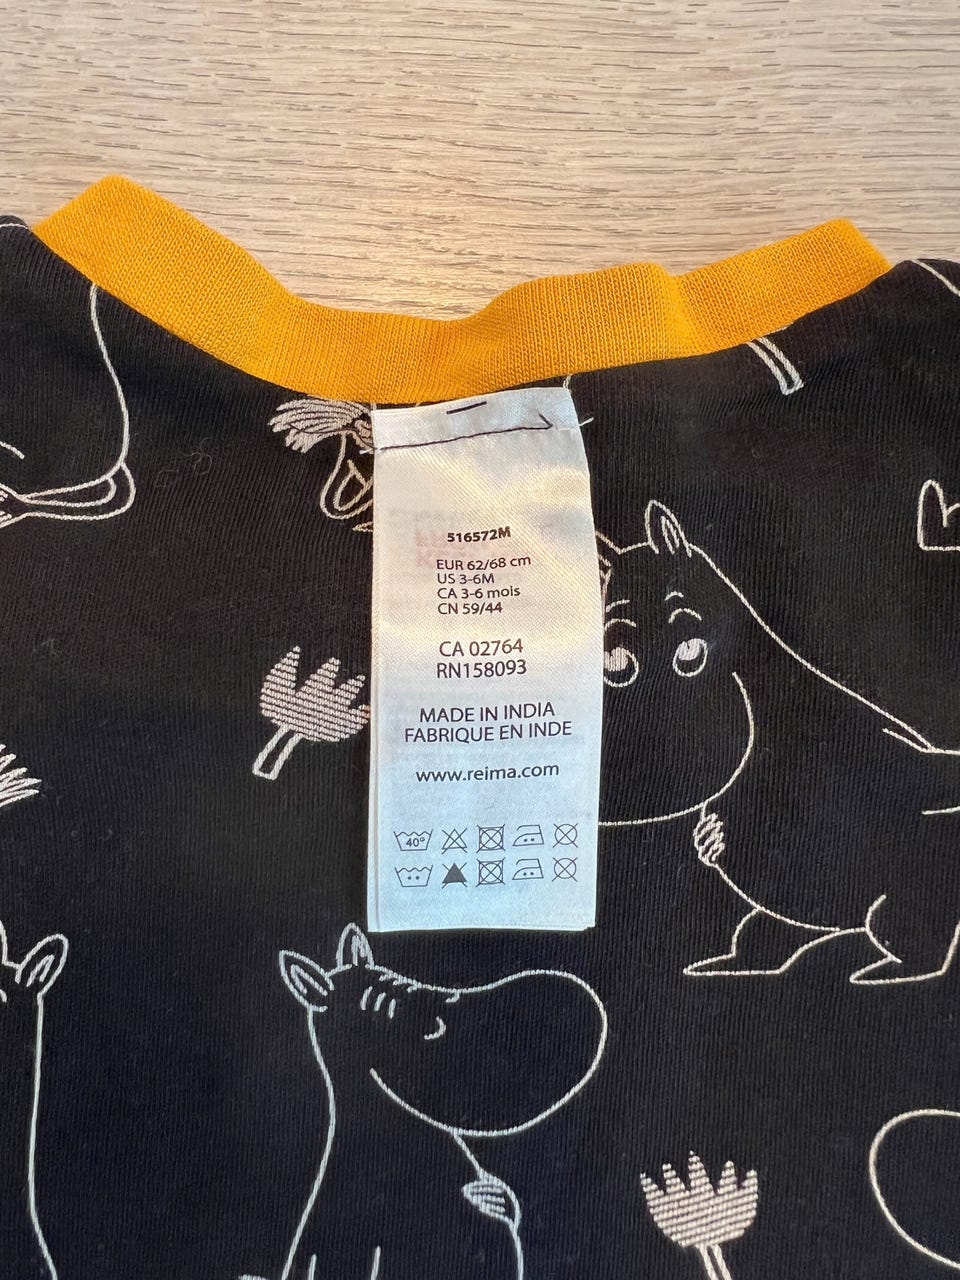 516572M
EUR 62/68 cm
US 3-6M
CA 3-6 mois
CN 59/44
CA 02764
RN158093
MADE IN INDIA
FABRIQUE EN INDE
www.reima.com
40°